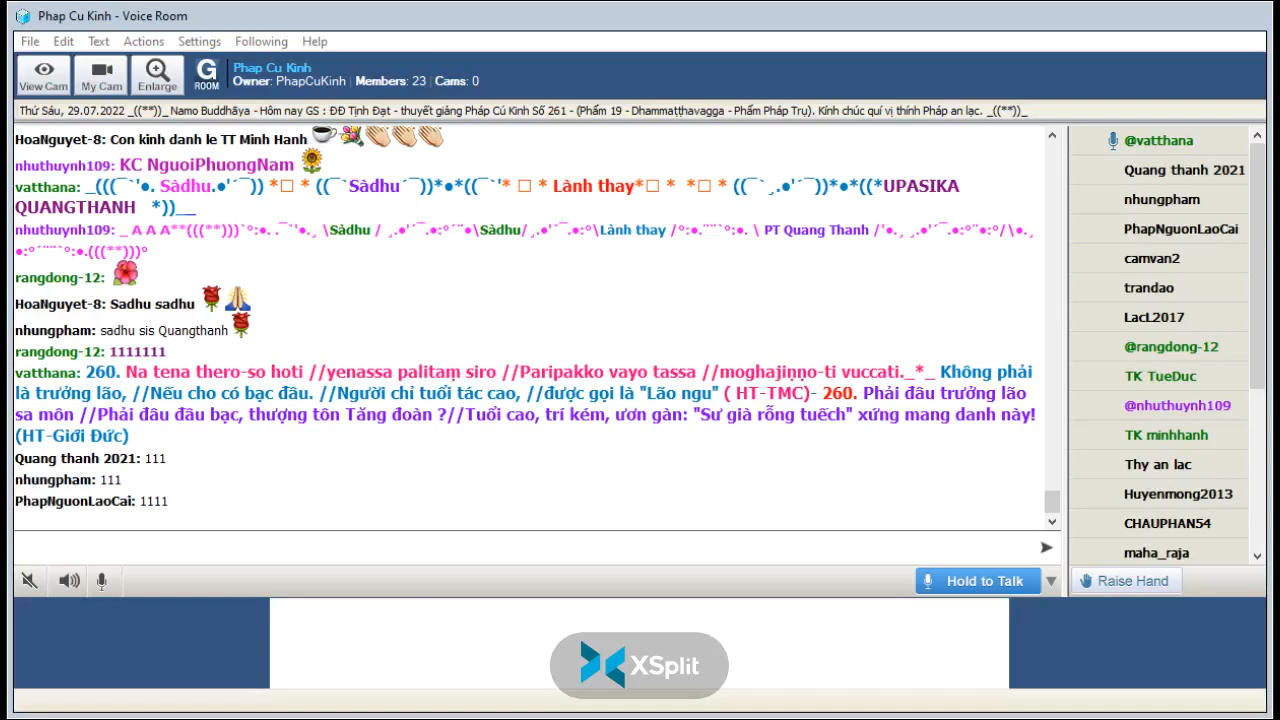 Phap Cu Kinh - Voice Room
File Edit Text Actions Settings Following Help
View Cam My Cam Enlarge G ROOM
Phap Cu Kinh
Owner: PhapCuKinh | Members: 23 | Cams: 0
Thứ Sáu, 29.07.2022 _((**))_ Namo Buddhāya - Hôm nay GS : ĐĐ Tịnh Đạt - thuyết giảng Pháp Cú Kinh Số 261 - (Phẩm 19 - Dhammaṭṭhavagga - Phẩm Pháp Trụ). Kính chúc quí vị thính Pháp an lạc. _((**))_
HoaNguyet-8: Con kinh danh le TT Minh Hanh
nhuthuynh109: KC NguoiPhuongNam
vatthana: _(((¯`'•. Sàdhu.•'´¯)) *□ * ((¯`Sàdhu´¯))*•*((¯`'* □ * Lành thay*□ * *□ * ((¯`¸.•'´¯))*•*((*UPASIKA
QUANGTHANH *))__
nhuthuynh109: _ A A A**(((**)))`°:•. .¯`'•.¸ \Sàdhu / ¸.•'´¯.•:°´¨•\Sàdhu/¸.•'´¯.•:°\Lành thay /°:•.¨¨`°:•. \ PT Quang Thanh /'•.¸ ¸.•'´¯.•:°¨•:°/\•.¸
•:°´¨¨`°:•.(((**)))°
rangdong-12:
HoaNguyet-8: Sadhu sadhu
nhungpham: sadhu sis Quangthanh
rangdong-12: 1111111
vatthana: 260. Na tena thero-so hoti //yenassa palitaṃ siro //Paripakko vayo tassa //moghajiṇṇo-ti vuccati._*_ Không phải
là trưởng lão, //Nếu cho có bạc đầu. //Người chỉ tuổi tác cao, //được gọi là "Lão ngu" ( HT-TMC)- 260. Phải đâu trưởng lão
sa môn //Phải đâu đầu bạc, thượng tôn Tăng đoàn ?//Tuổi cao, trí kém, ươn gàn: "Sư già rỗng tuếch" xứng mang danh này!
(HT-Giới Đức)
Quang thanh 2021: 111
nhungpham: 111
PhapNguonLaoCai: 1111
Hold to Talk
@vatthana
Quang thanh 2021
nhungpham
PhapNguonLaoCai
camvan2
trandao
LacL2017
@rangdong-12
TK TueDuc
@nhuthuynh109
TK minhhanh
Thy an lac
Huyenmong2013
CHAUPHAN54
maha_raja
Raise Hand
XSplit